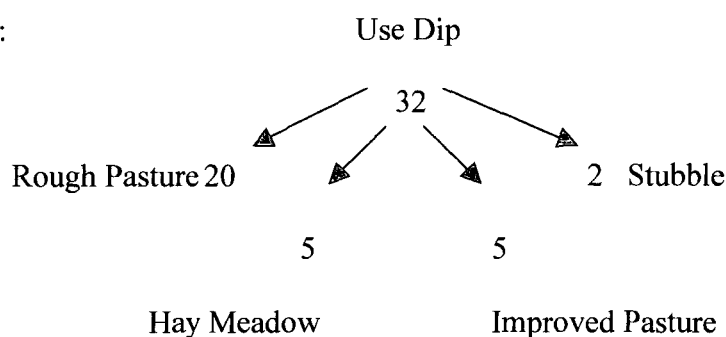 :
Use Dip
32
Rough Pasture 20
2 Stubble
5
5
Hay Meadow
Improved Pasture